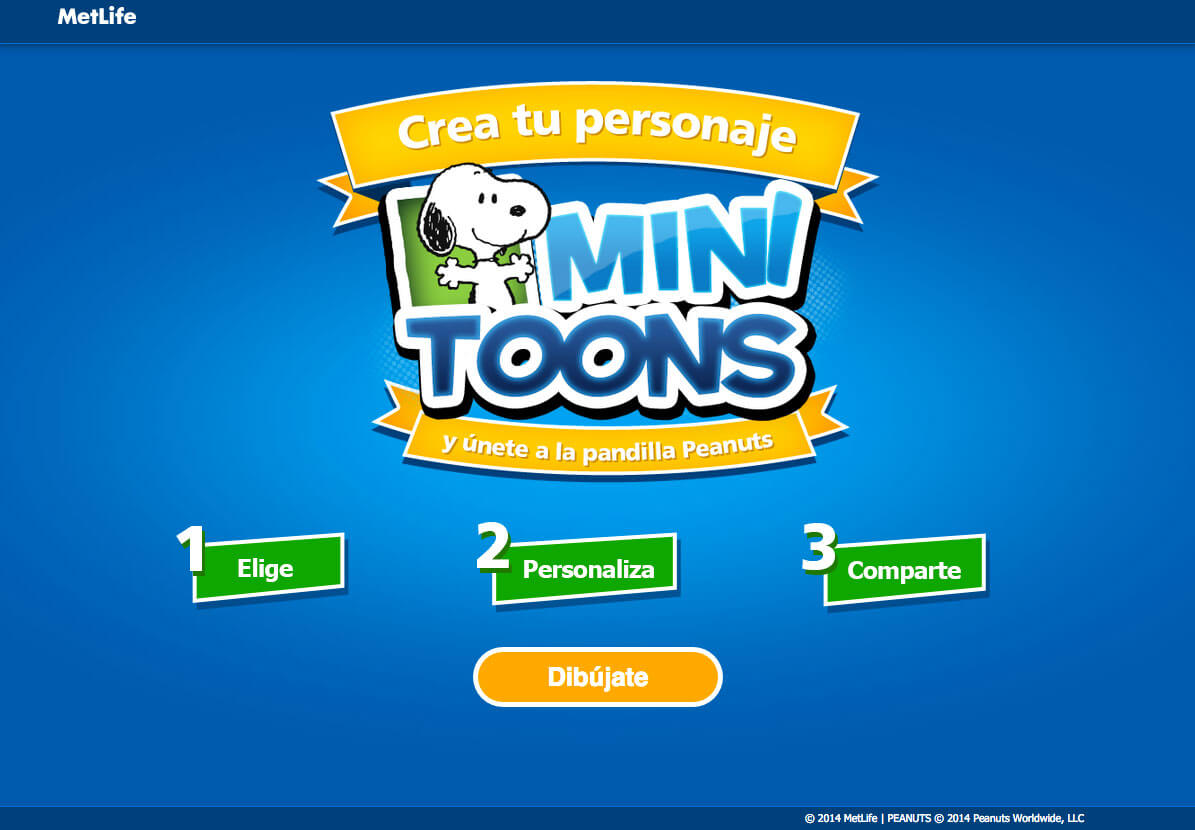 MetLife
Crea tu personaje
MINI
TOONS
y únete a la pandilla Peanuts
1 Elige
2 Personaliza
3 Comparte
Dibújate
© 2014 MetLife | PEANUTS © 2014 Peanuts Worldwide, LLC